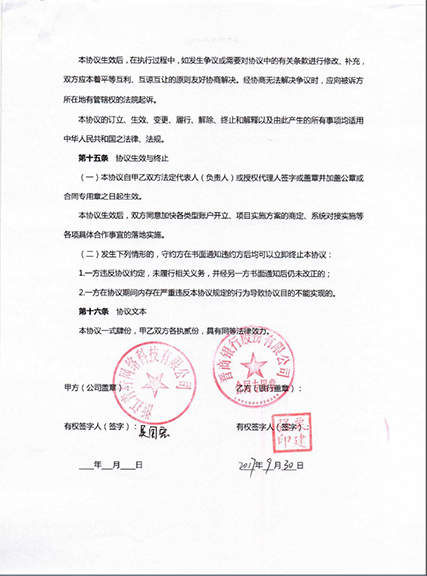 本协议生效后，在执行过程中，如发生争议或需要对协议中的有关条款进行修改、补充，
双方应本着平等互利、互谅互让的原则友好协商解决。经协商无法解决争议时，应向被诉方
所在地有管辖权的法院起诉。
本协议的订立、生效、变更、履行、解除、终止和解释以及由此产生的所有事项均适用
中华人民共和国之法律、法规。
第十五条 协议生效与终止
（一）本协议自甲乙双方法定代表人（负责人）或授权代理人签字或盖章并加盖公章或
合同专用章之日起生效。
本协议生效后，双方同意加快各类型账户开立、项目实施方案的商定、系统对接实施等
各项具体合作事宜的落地实施。
（二）发生下列情形的，守约方在书面通知违约方后均可以立即终止本协议：
1.一方违反协议约定，未履行相关义务，并经另一方书面通知后仍未改正的；
2.一方在协议期间内存在严重违反本协议规定的行为导致协议目的不能实现的。
第十六条 协议文本
本协议一式肆份，甲乙双方各执贰份，具有同等法律效力。
网络科技有限公司
晋商银行股份有限公司
甲方（公司盖章）
乙方（银行盖章）：
有权签字人（签字）：
有权签字人（签字）：
年 月 日
2017年9月30日